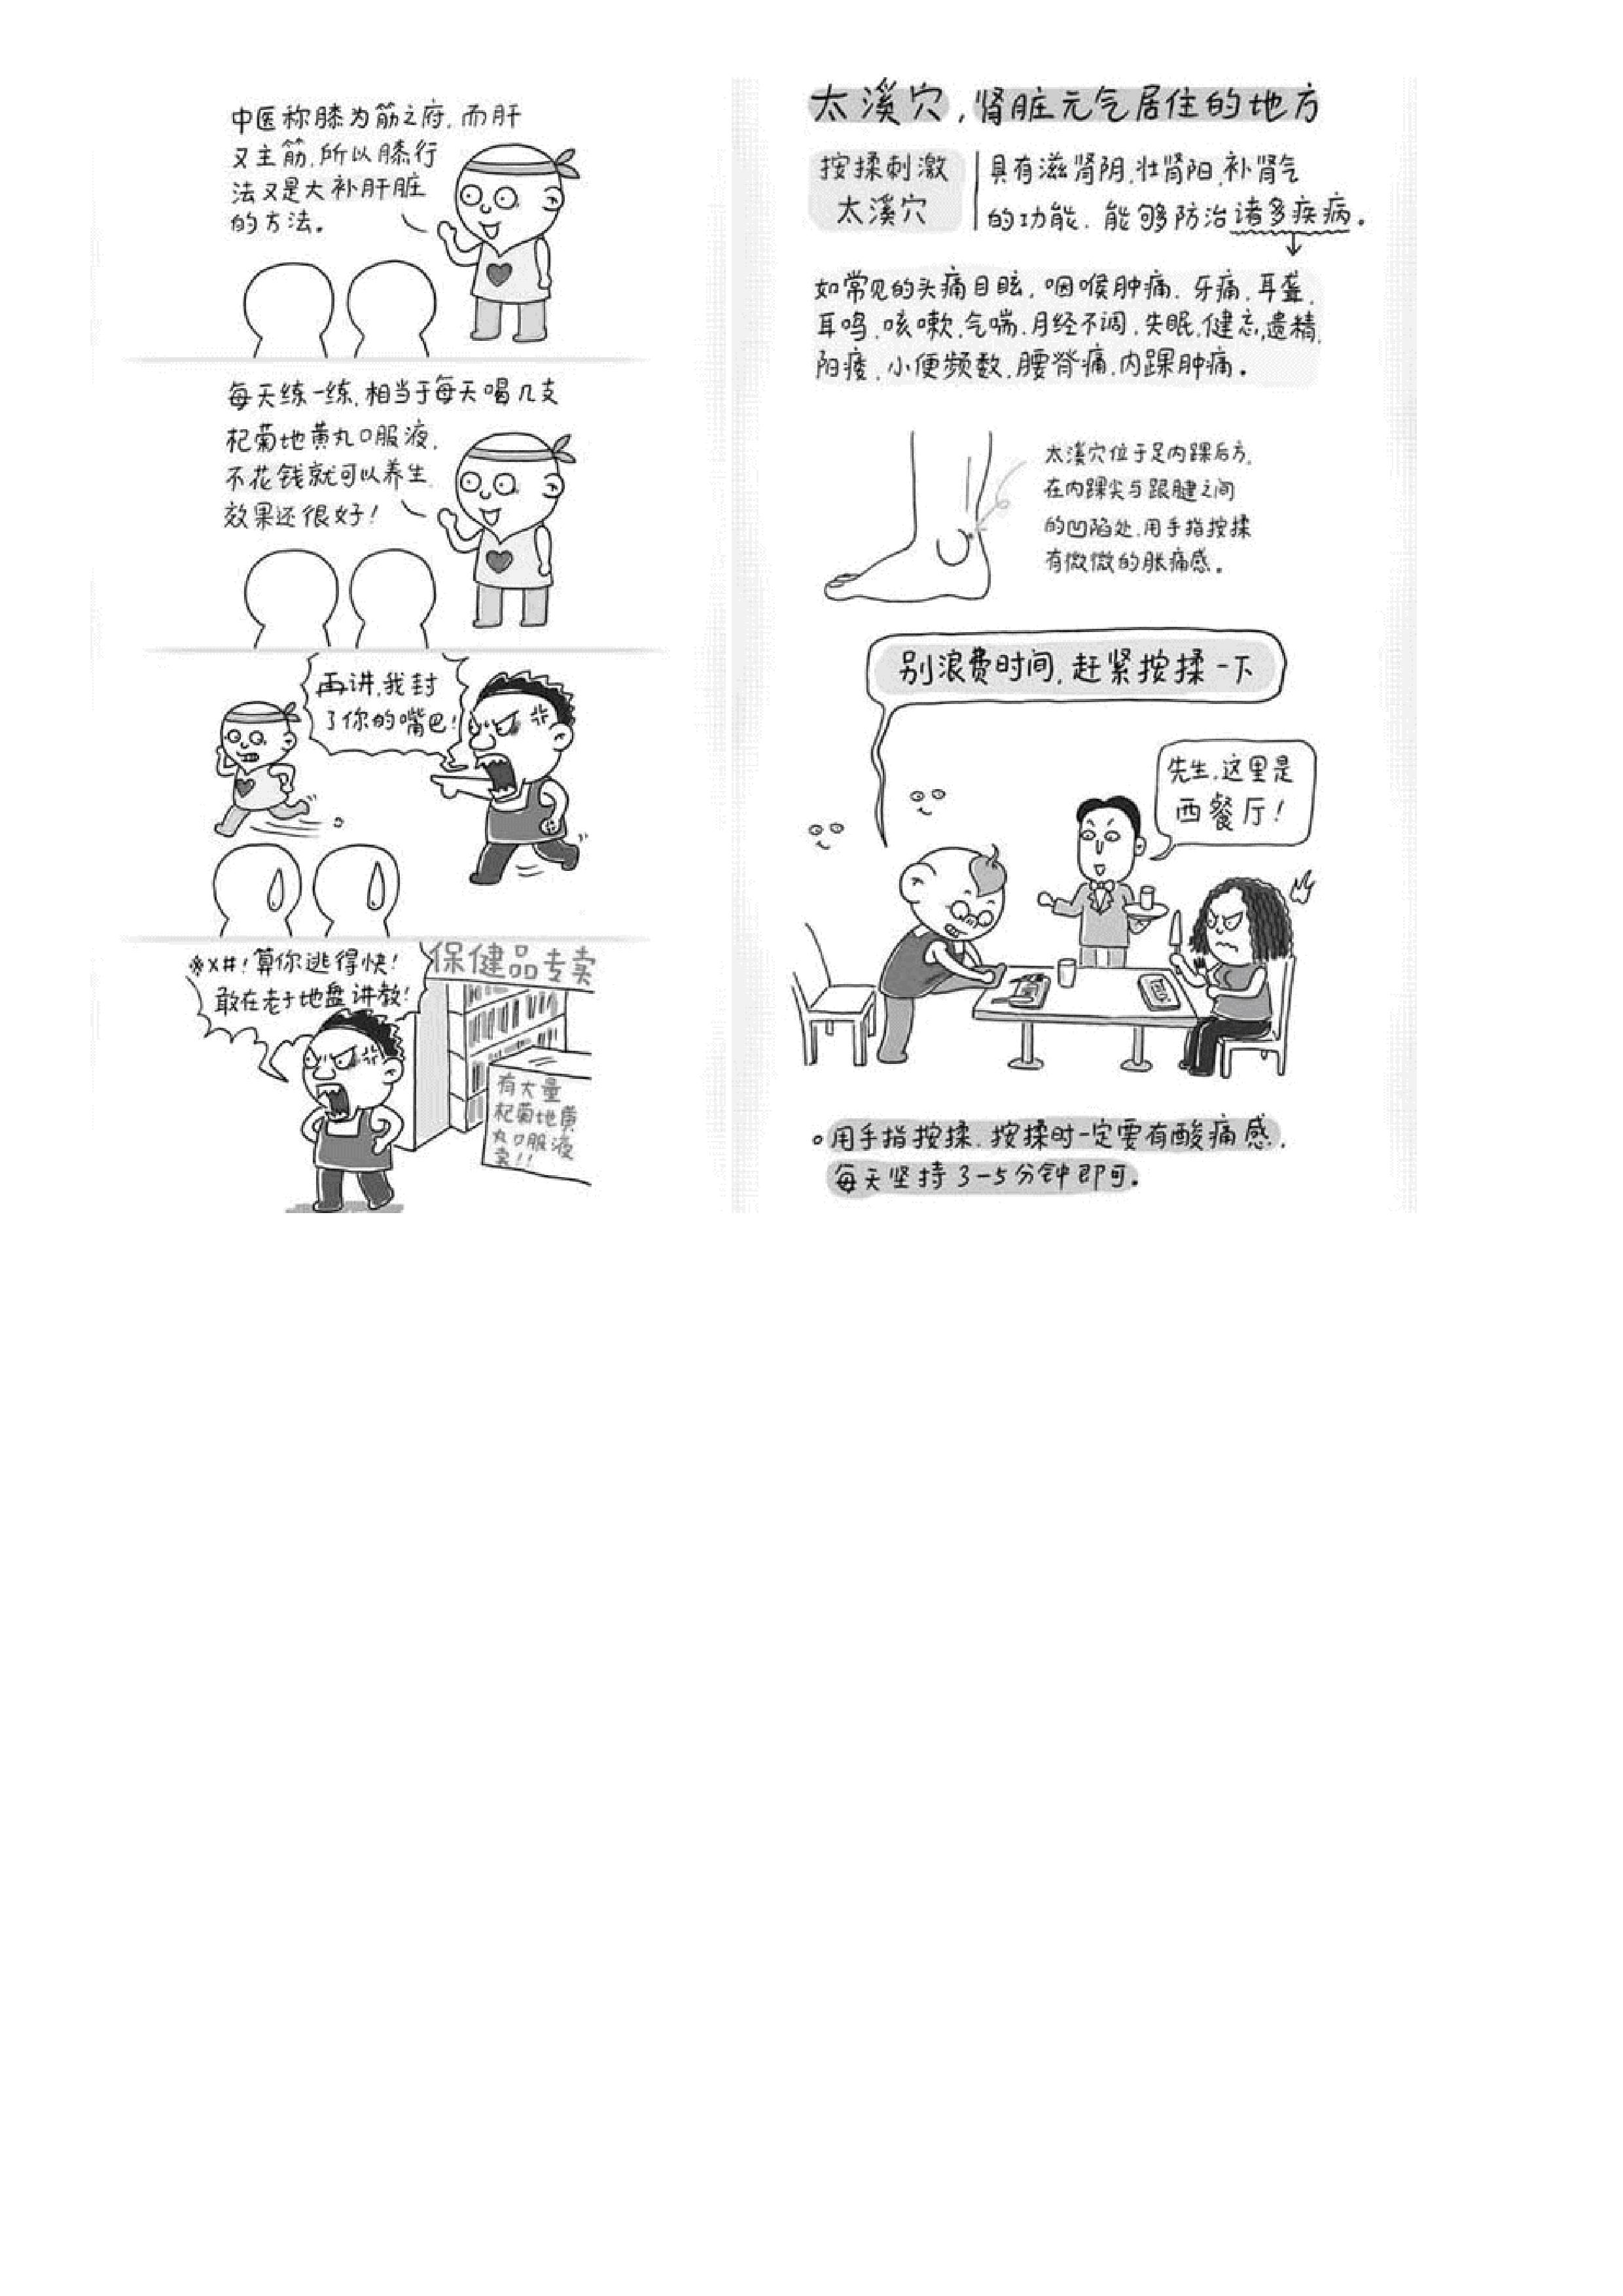 中医称膝为筋之府,而肝
又主筋,所以膝行
法又是大补肝脏
的方法。
每天练一练,相当于每天喝几支
杞菊地黄丸口服液,
不花钱就可以养生,
效果还很好!
再讲,我封
了你的嘴巴!
※x#!算你逃得快!
敢在老子地盘讲教!
保健品专卖
有大量
杞菊地黄
丸口服液
卖!!
太溪穴,肾脏元气居住的地方
按揉刺激
太溪穴
具有滋肾阴,壮肾阳,补肾气
的功能,能够防治诸多疾病。
如常见的头痛目眩,咽喉肿痛,牙痛,耳聋,
耳鸣,咳嗽,气喘,月经不调,失眠,健忘,遗精,
阳痿,小便频数,腰脊痛,内踝肿痛。
太溪穴位于足内踝后方,
在内踝尖与跟腱之间
的凹陷处,用手指按揉
有微微的胀痛感。
别浪费时间,赶紧按揉一下
先生,这里是
西餐厅!
。用手指按揉,按揉时一定要有酸痛感,
每天坚持3-5分钟即可。